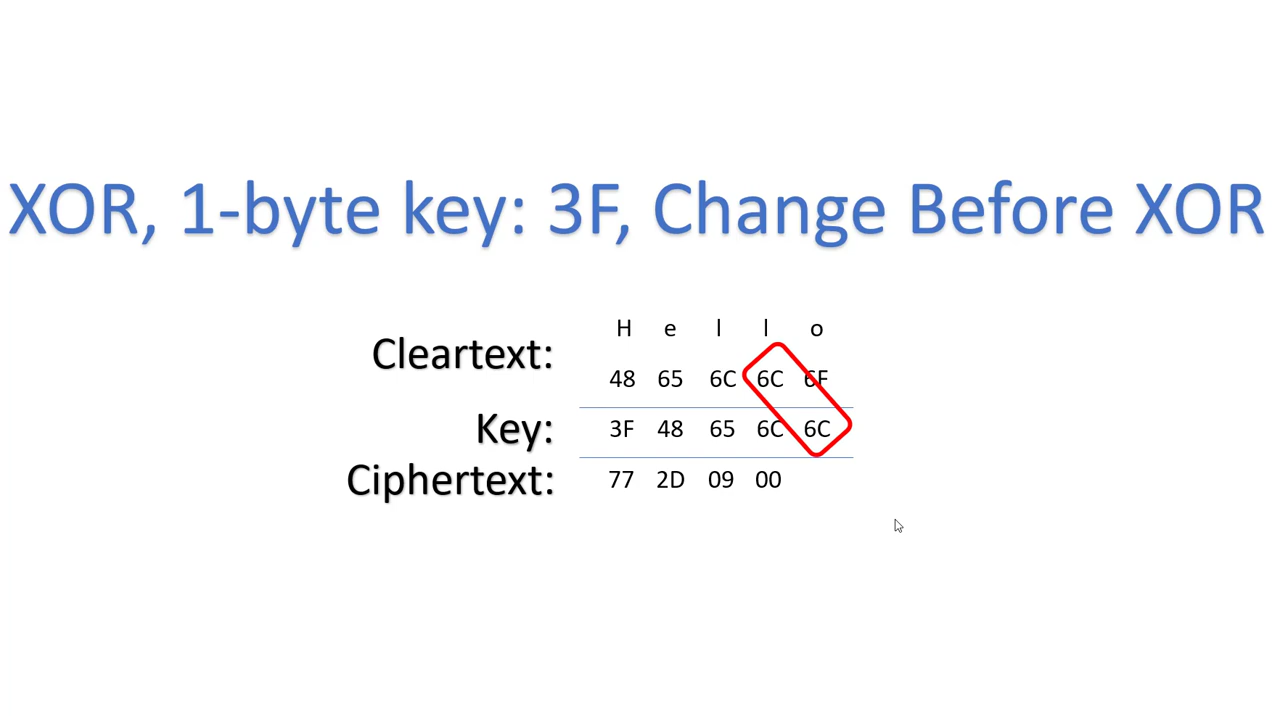 XOR, 1-byte key: 3F, Change Before XOR
H e l l o
Cleartext:
48 65 6C 6C 6F
Key: 3F 48 65 6C 6C
Ciphertext: 77 2D 09 00